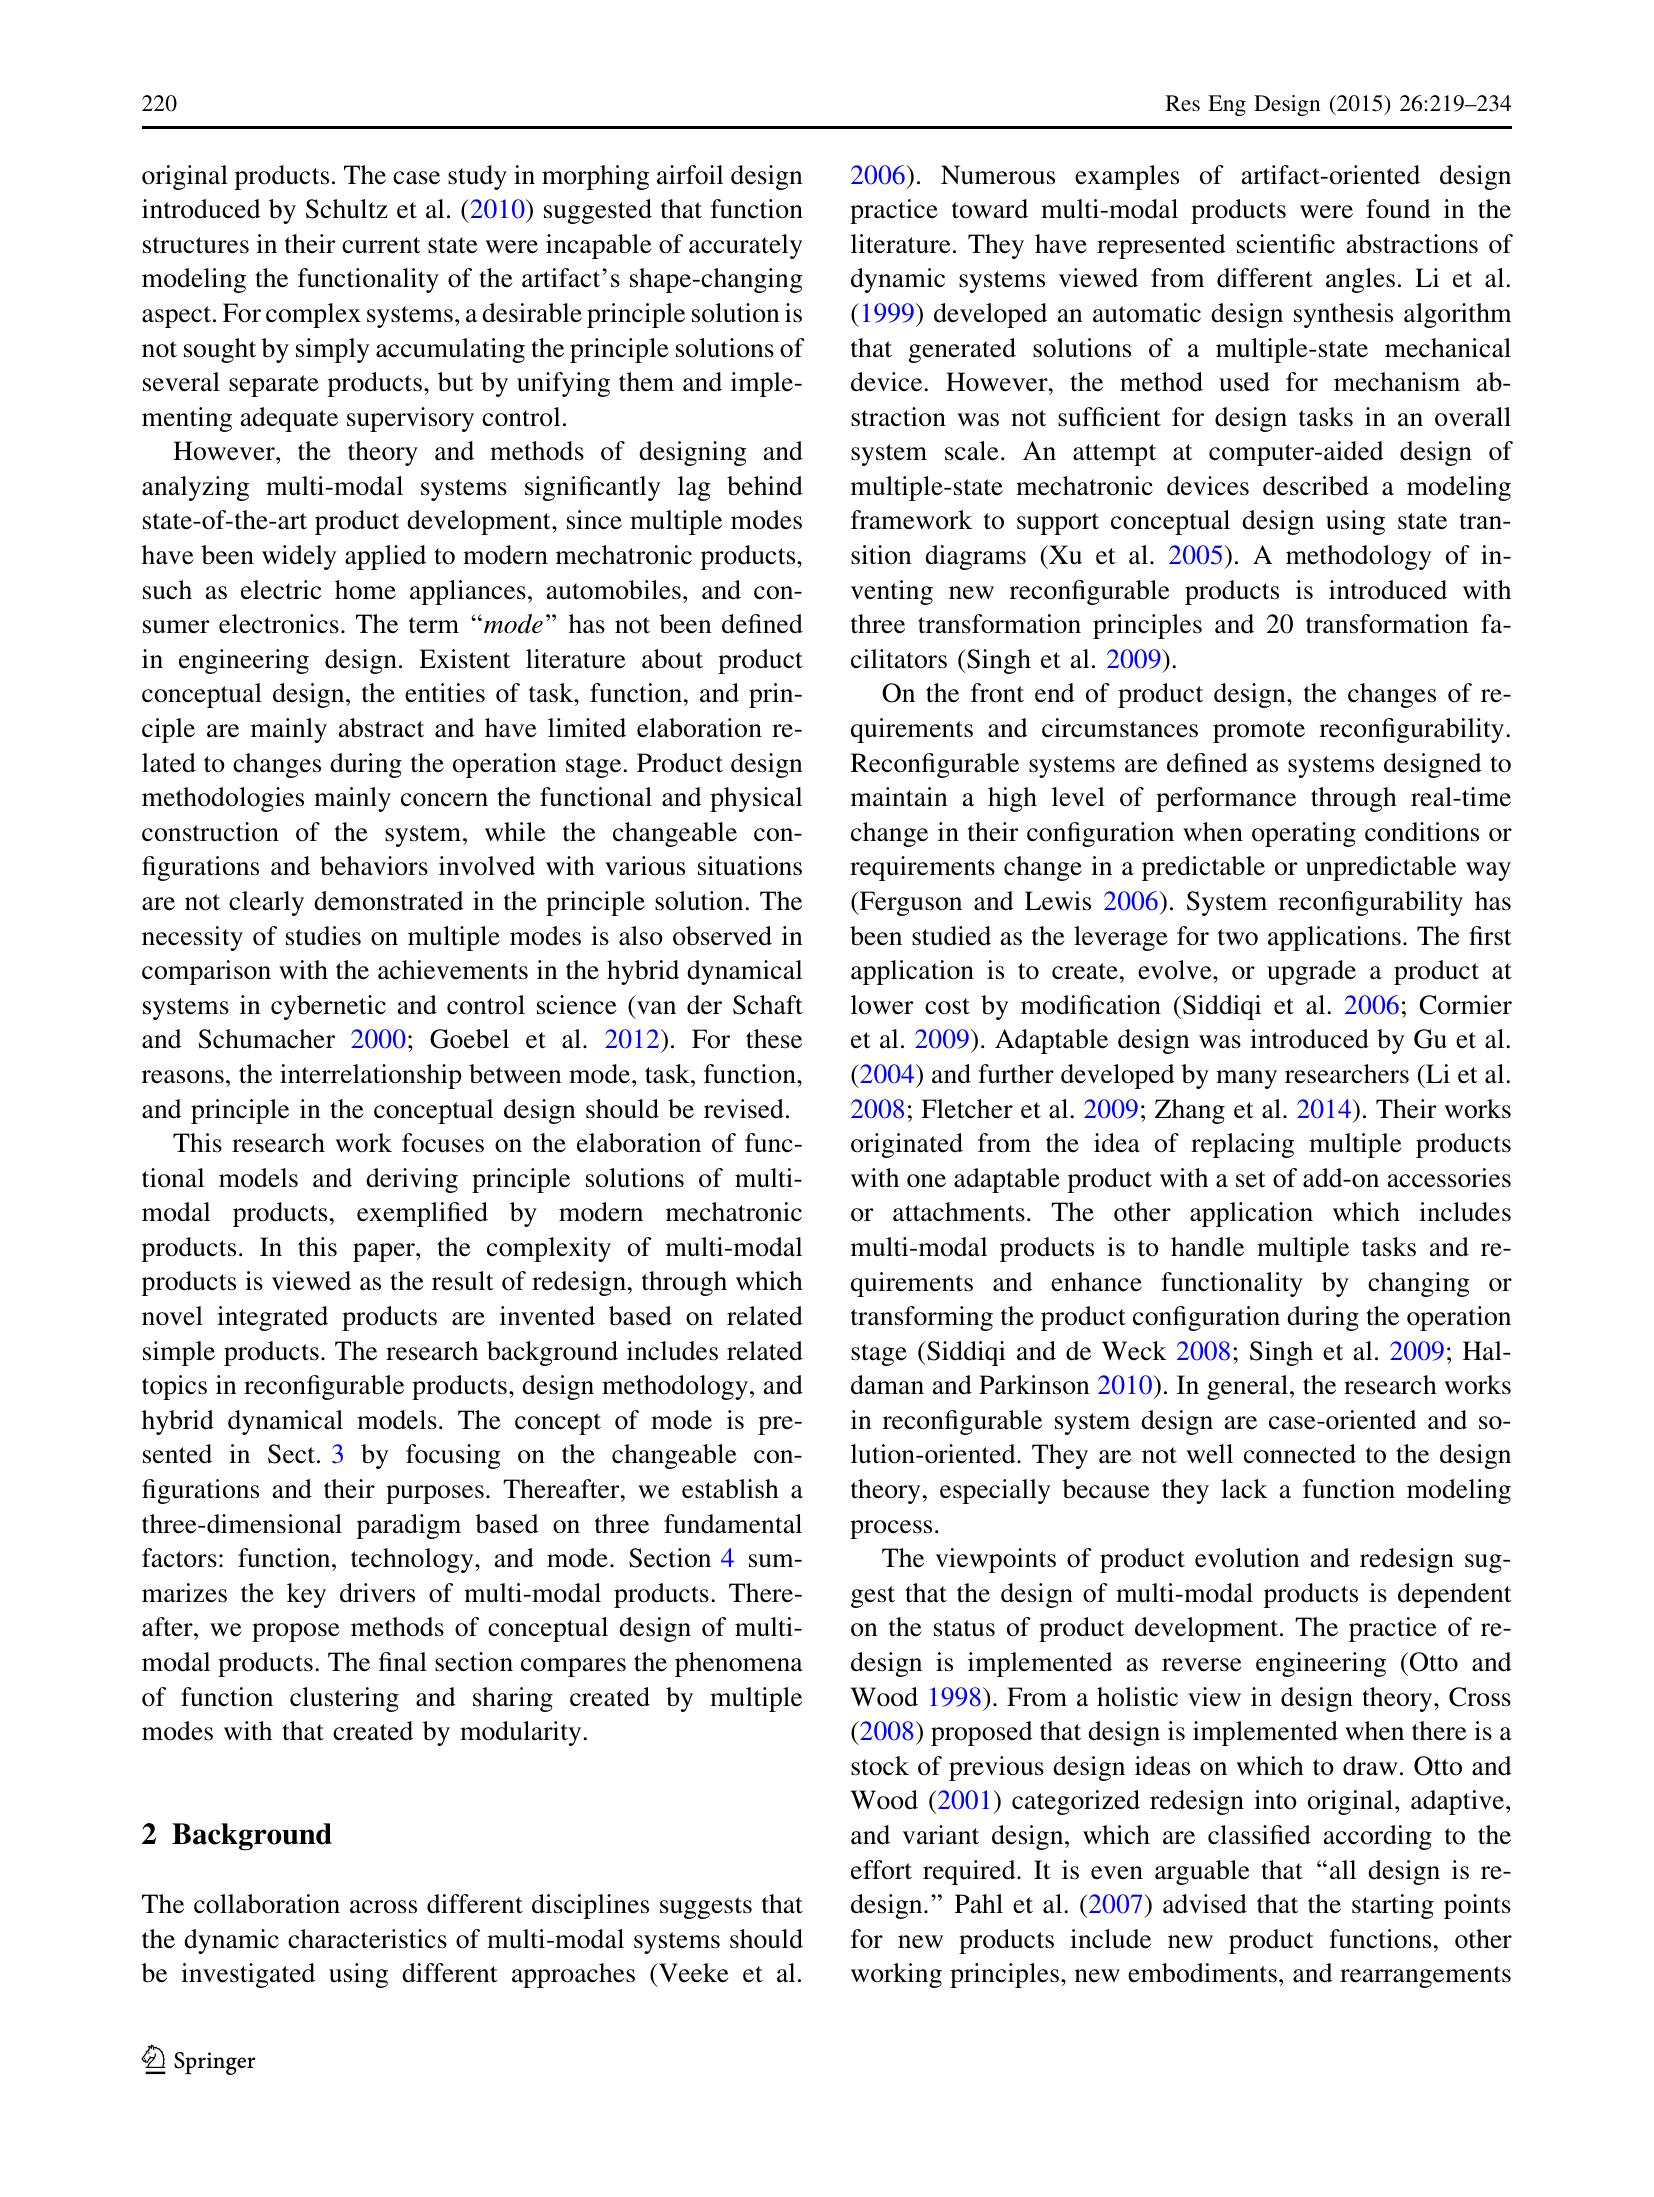 220
Res Eng Design (2015) 26:219–234
original products. The case study in morphing airfoil design
introduced by Schultz et al. (2010) suggested that function
structures in their current state were incapable of accurately
modeling the functionality of the artifact's shape-changing
aspect. For complex systems, a desirable principle solution is
not sought by simply accumulating the principle solutions of
several separate products, but by unifying them and imple-
menting adequate supervisory control.
However, the theory and methods of designing and
analyzing multi-modal systems significantly lag behind
state-of-the-art product development, since multiple modes
have been widely applied to modern mechatronic products,
such as electric home appliances, automobiles, and con-
sumer electronics. The term “mode” has not been defined
in engineering design. Existent literature about product
conceptual design, the entities of task, function, and prin-
ciple are mainly abstract and have limited elaboration re-
lated to changes during the operation stage. Product design
methodologies mainly concern the functional and physical
construction of the system, while the changeable con-
figurations and behaviors involved with various situations
are not clearly demonstrated in the principle solution. The
necessity of studies on multiple modes is also observed in
comparison with the achievements in the hybrid dynamical
systems in cybernetic and control science (van der Schaft
and Schumacher 2000; Goebel et al. 2012). For these
reasons, the interrelationship between mode, task, function,
and principle in the conceptual design should be revised.
This research work focuses on the elaboration of func-
tional models and deriving principle solutions of multi-
modal products, exemplified by modern mechatronic
products. In this paper, the complexity of multi-modal
products is viewed as the result of redesign, through which
novel integrated products are invented based on related
simple products. The research background includes related
topics in reconfigurable products, design methodology, and
hybrid dynamical models. The concept of mode is pre-
sented in Sect. 3 by focusing on the changeable con-
figurations and their purposes. Thereafter, we establish a
three-dimensional paradigm based on three fundamental
factors: function, technology, and mode. Section 4 sum-
marizes the key drivers of multi-modal products. There-
after, we propose methods of conceptual design of multi-
modal products. The final section compares the phenomena
of function clustering and sharing created by multiple
modes with that created by modularity.
2 Background
The collaboration across different disciplines suggests that
the dynamic characteristics of multi-modal systems should
be investigated using different approaches (Veeke et al.
2006). Numerous examples of artifact-oriented design
practice toward multi-modal products were found in the
literature. They have represented scientific abstractions of
dynamic systems viewed from different angles. Li et al.
(1999) developed an automatic design synthesis algorithm
that generated solutions of a multiple-state mechanical
device. However, the method used for mechanism ab-
straction was not sufficient for design tasks in an overall
system scale. An attempt at computer-aided design of
multiple-state mechatronic devices described a modeling
framework to support conceptual design using state tran-
sition diagrams (Xu et al. 2005). A methodology of in-
venting new reconfigurable products is introduced with
three transformation principles and 20 transformation fa-
cilitators (Singh et al. 2009).
On the front end of product design, the changes of re-
quirements and circumstances promote reconfigurability.
Reconfigurable systems are defined as systems designed to
maintain a high level of performance through real-time
change in their configuration when operating conditions or
requirements change in a predictable or unpredictable way
(Ferguson and Lewis 2006). System reconfigurability has
been studied as the leverage for two applications. The first
application is to create, evolve, or upgrade a product at
lower cost by modification (Siddiqi et al. 2006; Cormier
et al. 2009). Adaptable design was introduced by Gu et al.
(2004) and further developed by many researchers (Li et al.
2008; Fletcher et al. 2009; Zhang et al. 2014). Their works
originated from the idea of replacing multiple products
with one adaptable product with a set of add-on accessories
or attachments. The other application which includes
multi-modal products is to handle multiple tasks and re-
quirements and enhance functionality by changing or
transforming the product configuration during the operation
stage (Siddiqi and de Weck 2008; Singh et al. 2009; Hal-
daman and Parkinson 2010). In general, the research works
in reconfigurable system design are case-oriented and so-
lution-oriented. They are not well connected to the design
theory, especially because they lack a function modeling
process.
The viewpoints of product evolution and redesign sug-
gest that the design of multi-modal products is dependent
on the status of product development. The practice of re-
design is implemented as reverse engineering (Otto and
Wood 1998). From a holistic view in design theory, Cross
(2008) proposed that design is implemented when there is a
stock of previous design ideas on which to draw. Otto and
Wood (2001) categorized redesign into original, adaptive,
and variant design, which are classified according to the
effort required. It is even arguable that “all design is re-
design.” Pahl et al. (2007) advised that the starting points
for new products include new product functions, other
working principles, new embodiments, and rearrangements
Springer